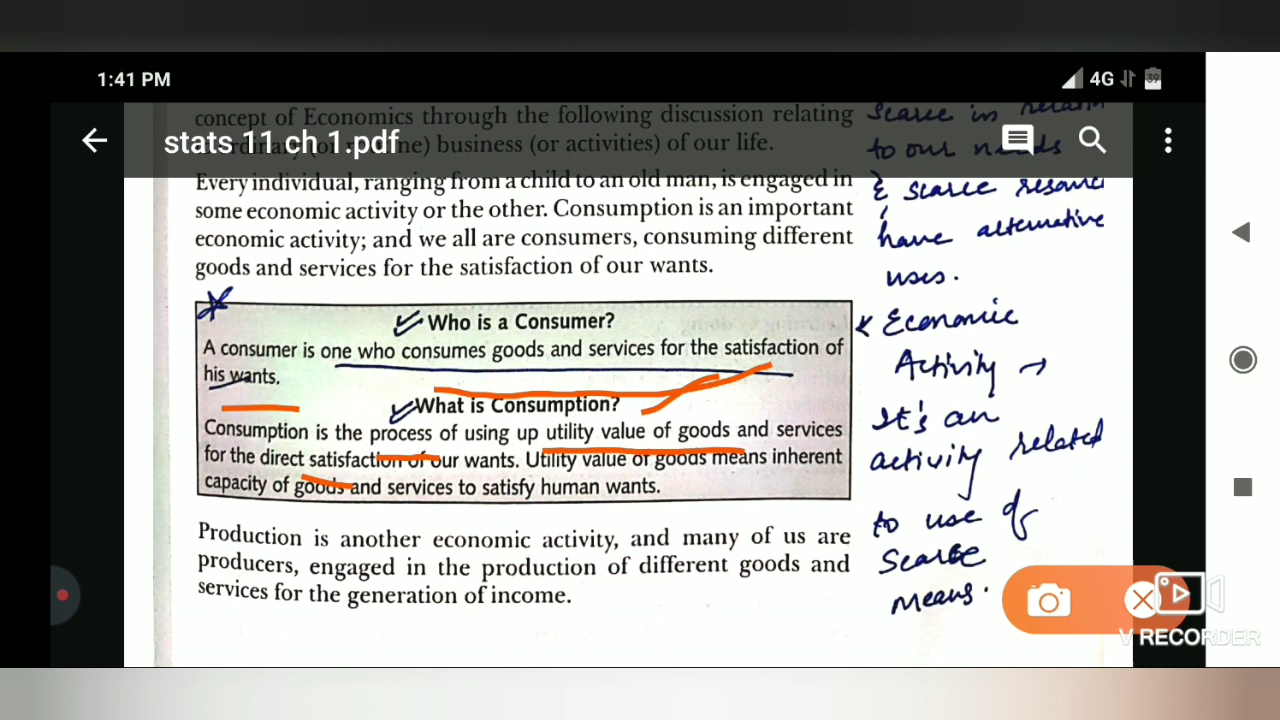 1:41 PM
4G
39
concept of Economics through the following discussion relating
stats 11 ch 1.pdf
business (or activities) of our life.
Every individual, ranging from a child to an old man, is engaged in
some economic activity or the other. Consumption is an important
economic activity; and we all are consumers, consuming different
goods and services for the satisfaction of our wants.
Who is a Consumer?
A consumer is one who consumes goods and services for the satisfaction of
his wants.
What is Consumption?
Consumption is the process of using up utility value of goods and services
for the direct satisfaction of our wants. Utility value of goods means inherent
capacity of goods and services to satisfy human wants.
Production is another economic activity, and many of us are
producers, engaged in the production of different goods and
services for the generation of income.
scarce in
to our needs
& scarce
have alternative
uses.
Economic
Activity →
It's an
activity related
to use of
Scarce
means.
V RECORDER